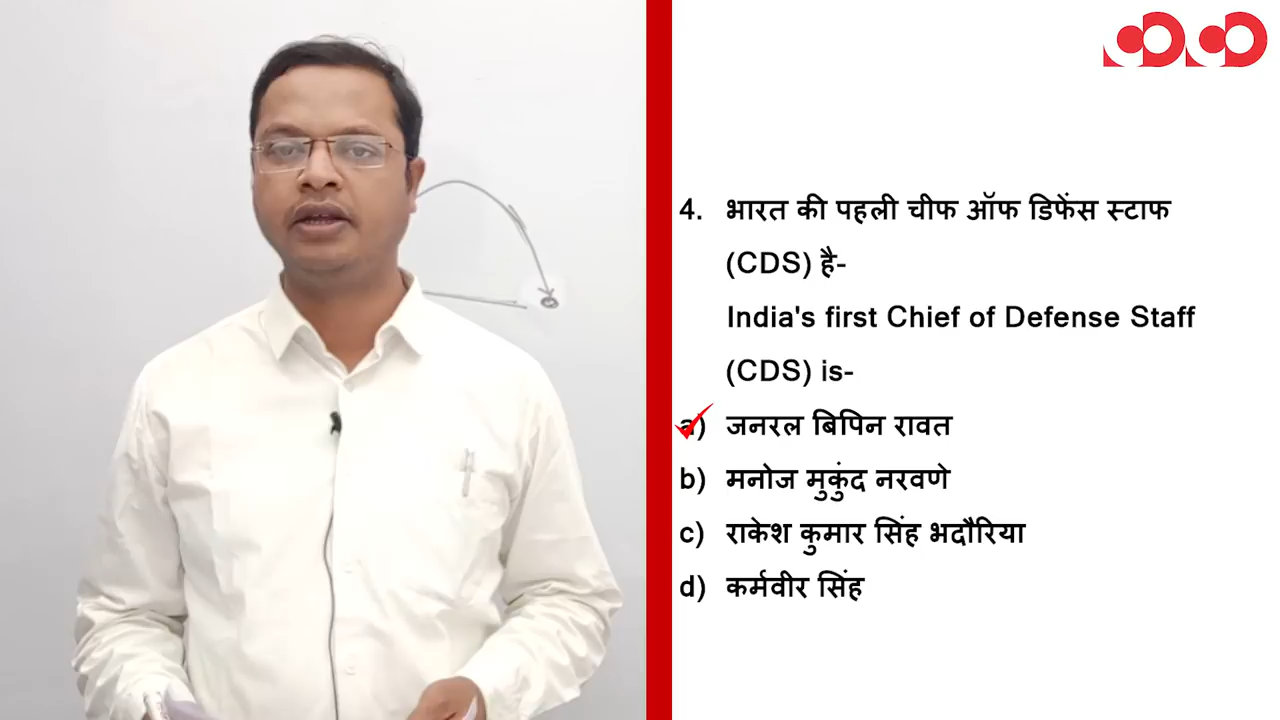 4. भारत की पहली चीफ ऑफ डिफेंस स्टाफ
(CDS) है-
India's first Chief of Defense Staff
(CDS) is-
a) जनरल बिपिन रावत
b) मनोज मुकुंद नरवणे
c) राकेश कुमार सिंह भदौरिया
d) कर्मवीर सिंह